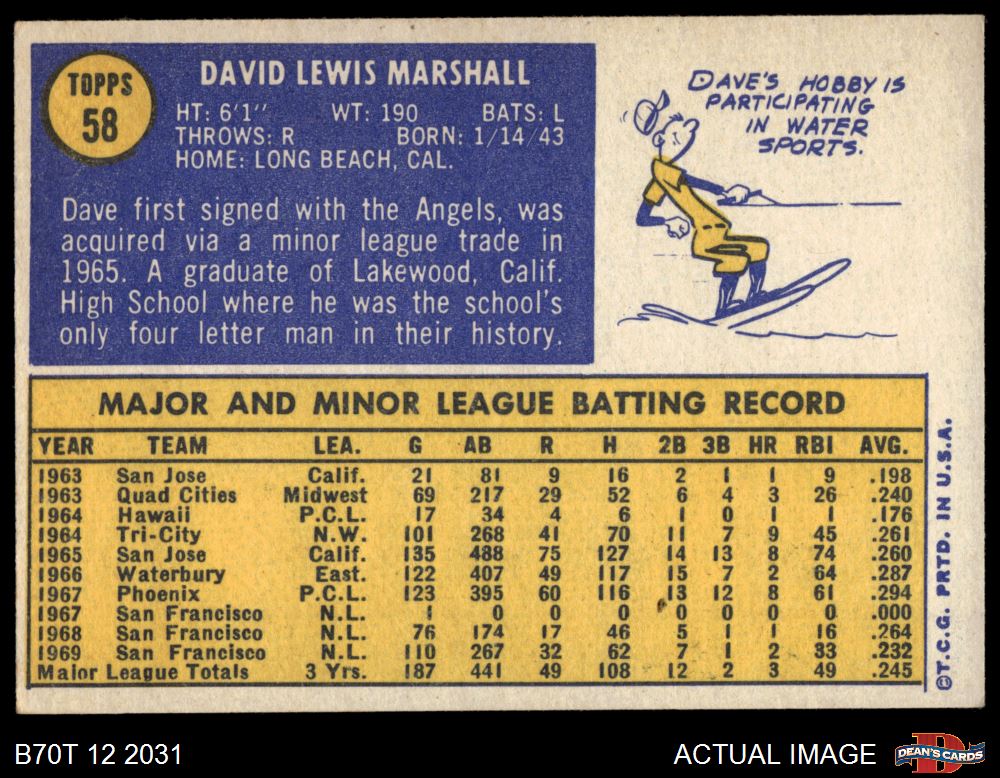 TOPPS
58
DAVID LEWIS MARSHALL
HT: 6'1" WT: 190 BATS: L
THROWS: R BORN: 1/14/43
HOME: LONG BEACH, CAL.
Dave first signed with the Angels, was
acquired via a minor league trade in
1965. A graduate of Lakewood, Calif.
High School where he was the school's
only four letter man in their history.
DAVE'S HOBBY IS
PARTICIPATING
IN WATER
SPORTS.
MAJOR AND MINOR LEAGUE BATTING RECORD
YEAR TEAM LEA. G AB R H 2B 3B HR RBI AVG.
1963 San Jose Calif. 21 81 9 16 2 1 1 9 .198
1963 Quad Cities Midwest 69 217 29 52 6 4 3 26 .240
1964 Hawaii P.C.L. 17 34 4 6 1 0 1 1 .176
1964 Tri-City N.W. 101 268 41 70 11 7 9 45 .261
1965 San Jose Calif. 135 488 75 127 14 13 8 74 .260
1966 Waterbury East. 122 407 49 117 15 7 2 64 .287
1967 Phoenix P.C.L. 123 395 60 116 13 12 8 61 .294
1967 San Francisco N.L. 1 0 0 0 0 0 0 0 .000
1968 San Francisco N.L. 76 174 17 46 5 1 1 16 .264
1969 San Francisco N.L. 110 267 32 62 7 1 2 33 .232
Major League Totals 3 Yrs. 187 441 49 108 12 2 3 49 .245
©T.C.G. PRTD. IN U.S.A.
B70T 12 2031
ACTUAL IMAGE
DEAN'S CARDS